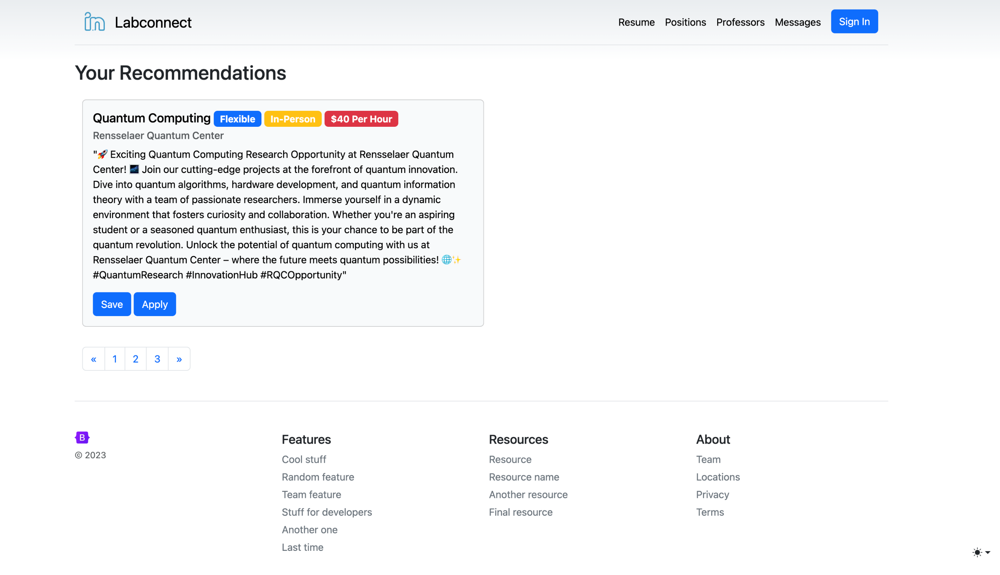 in Labconnect Resume Positions Professors Messages Sign In
Your Recommendations
Quantum Computing Flexible In-Person $40 Per Hour
Rensselaer Quantum Center
"🚀 Exciting Quantum Computing Research Opportunity at Rensselaer Quantum
Center! 🌌 Join our cutting-edge projects at the forefront of quantum innovation.
Dive into quantum algorithms, hardware development, and quantum information
theory with a team of passionate researchers. Immerse yourself in a dynamic
environment that fosters curiosity and collaboration. Whether you're an aspiring
student or a seasoned quantum enthusiast, this is your chance to be part of the
quantum revolution. Unlock the potential of quantum computing with us at
Rensselaer Quantum Center – where the future meets quantum possibilities! 🌐✨
#QuantumResearch #InnovationHub #RQCOpportunity"
Save Apply
« 1 2 3 »
B
© 2023
Features
Cool stuff
Random feature
Team feature
Stuff for developers
Another one
Last time
Resources
Resource
Resource name
Another resource
Final resource
About
Team
Locations
Privacy
Terms